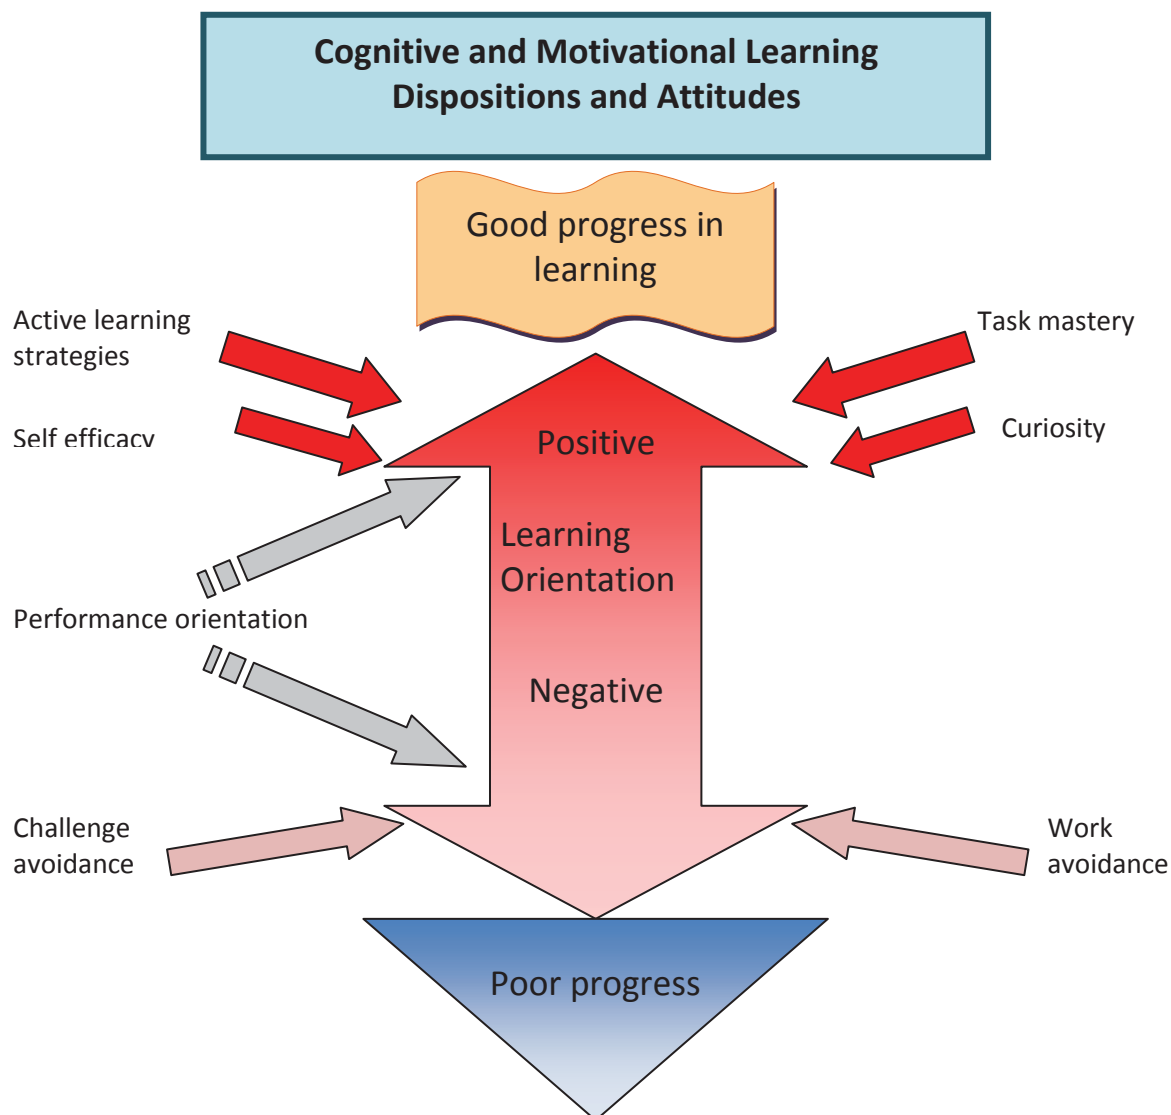 Cognitive and Motivational Learning
Dispositions and Attitudes
Good progress in
learning
Active learning
strategies
Task mastery
Self efficacy
Curiosity
Positive
Learning
Orientation
Performance orientation
Negative
Challenge
avoidance
Work
avoidance
Poor progress